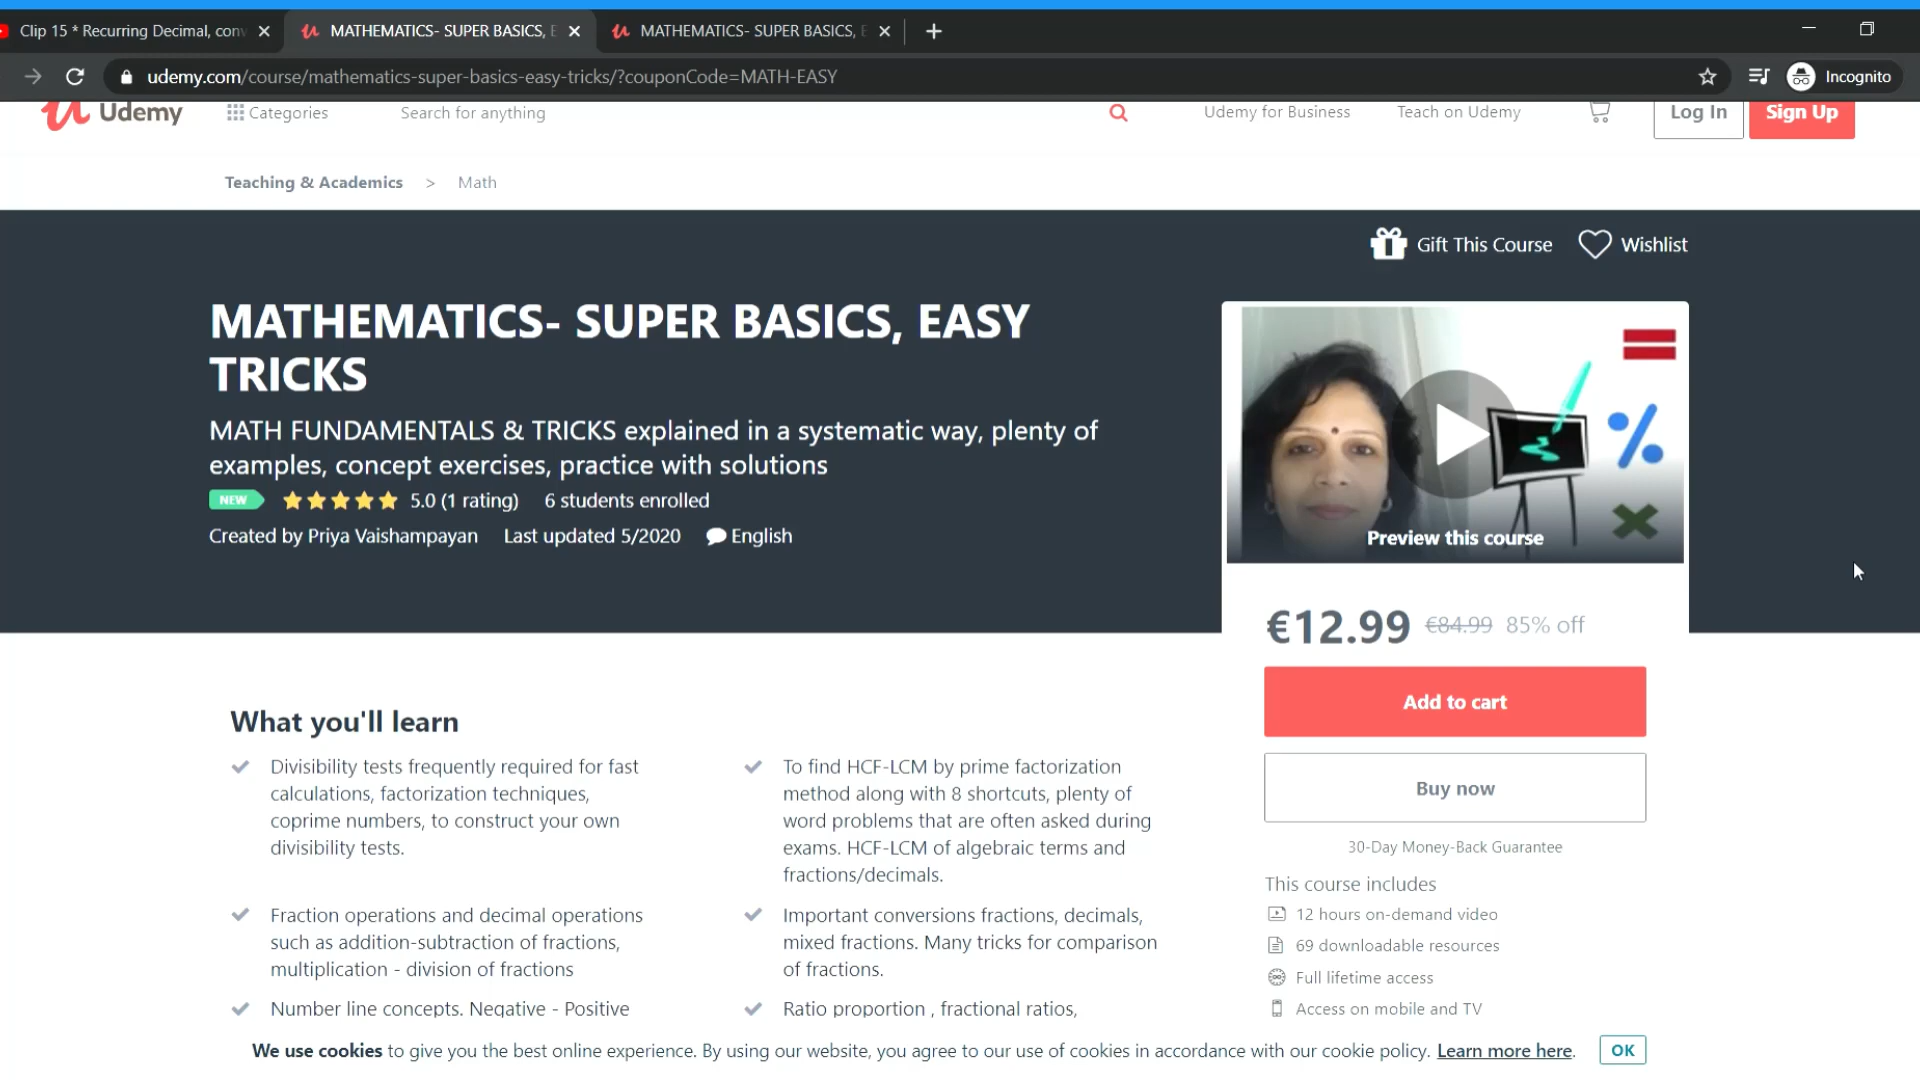 Clip 15 * Recurring Decimal, conv
MATHEMATICS- SUPER BASICS, E
MATHEMATICS- SUPER BASICS, E
udemy.com/course/mathematics-super-basics-easy-tricks/?couponCode=MATH-EASY
Incognito
Udemy
Categories
Search for anything
Udemy for Business
Teach on Udemy
Log In
Sign Up
Teaching & Academics > Math
Gift This Course
Wishlist
MATHEMATICS- SUPER BASICS, EASY
TRICKS
MATH FUNDAMENTALS & TRICKS explained in a systematic way, plenty of
examples, concept exercises, practice with solutions
NEW 5.0 (1 rating) 6 students enrolled
Created by Priya Vaishampayan Last updated 5/2020 English
Preview this course
€12.99 €84.99 85% off
Add to cart
Buy now
30-Day Money-Back Guarantee
This course includes
12 hours on-demand video
69 downloadable resources
Full lifetime access
Access on mobile and TV
What you'll learn
Divisibility tests frequently required for fast
calculations, factorization techniques,
coprime numbers, to construct your own
divisibility tests.
To find HCF-LCM by prime factorization
method along with 8 shortcuts, plenty of
word problems that are often asked during
exams. HCF-LCM of algebraic terms and
fractions/decimals.
Fraction operations and decimal operations
such as addition-subtraction of fractions,
multiplication - division of fractions
Important conversions fractions, decimals,
mixed fractions. Many tricks for comparison
of fractions.
Number line concepts. Negative - Positive
Ratio proportion , fractional ratios,
We use cookies to give you the best online experience. By using our website, you agree to our use of cookies in accordance with our cookie policy. Learn more here.
OK